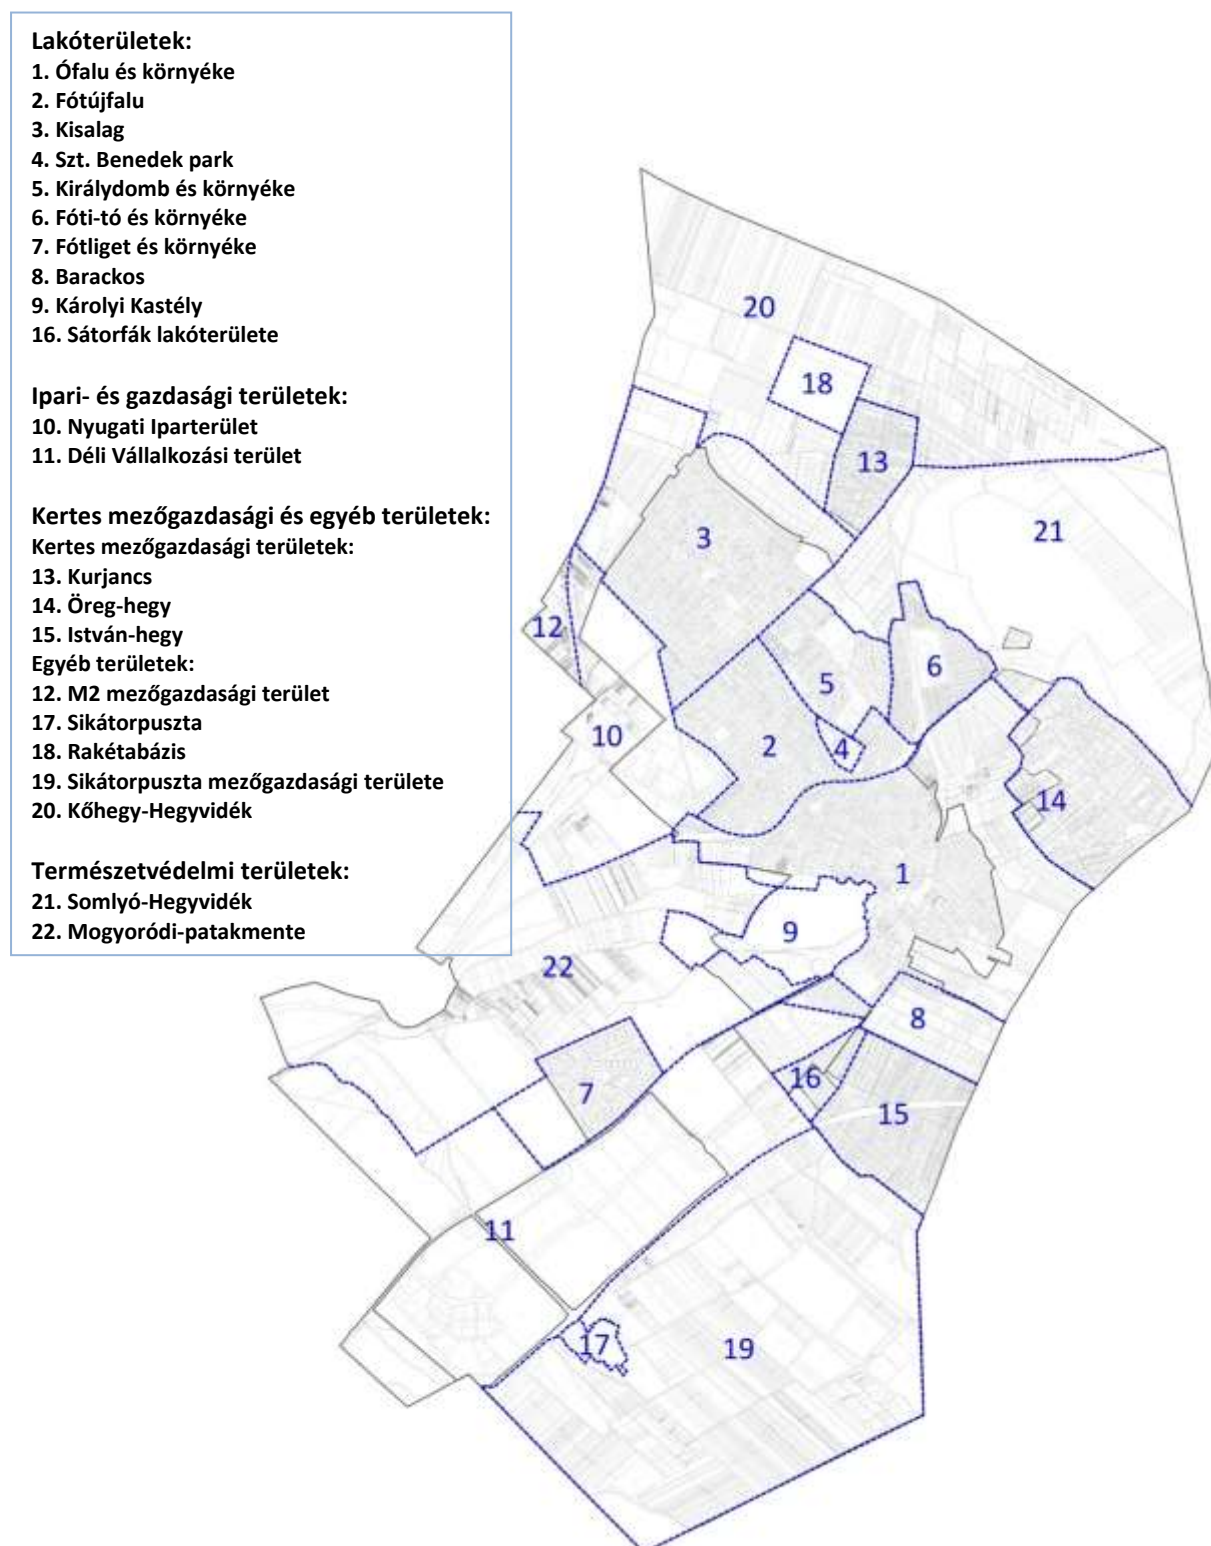 Lakóterületek:
1. Ófalu és környéke
2. Fótújfalu
3. Kisalag
4. Szt. Benedek park
5. Királydomb és környéke
6. Fóti-tó és környéke
7. Fótliget és környéke
8. Barackos
9. Károlyi Kastély
16. Sátorfák lakóterülete
Ipari- és gazdasági területek:
10. Nyugati Iparterület
11. Déli Vállalkozási terület
Kertes mezőgazdasági és egyéb területek:
Kertes mezőgazdasági területek:
13. Kurjancs
14. Öreg-hegy
15. István-hegy
Egyéb területek:
12. M2 mezőgazdasági terület
17. Sikátorpuszta
18. Rakétabázis
19. Sikátorpuszta mezőgazdasági területe
20. Kőhegy-Hegyvidék
Természetvédelmi területek:
21. Somlyó-Hegyvidék
22. Mogyoródi-patakmente
20
18
13
21
3
12
6
5
10
2
4
14
1
9
22
8
7
16
15
11
17
19